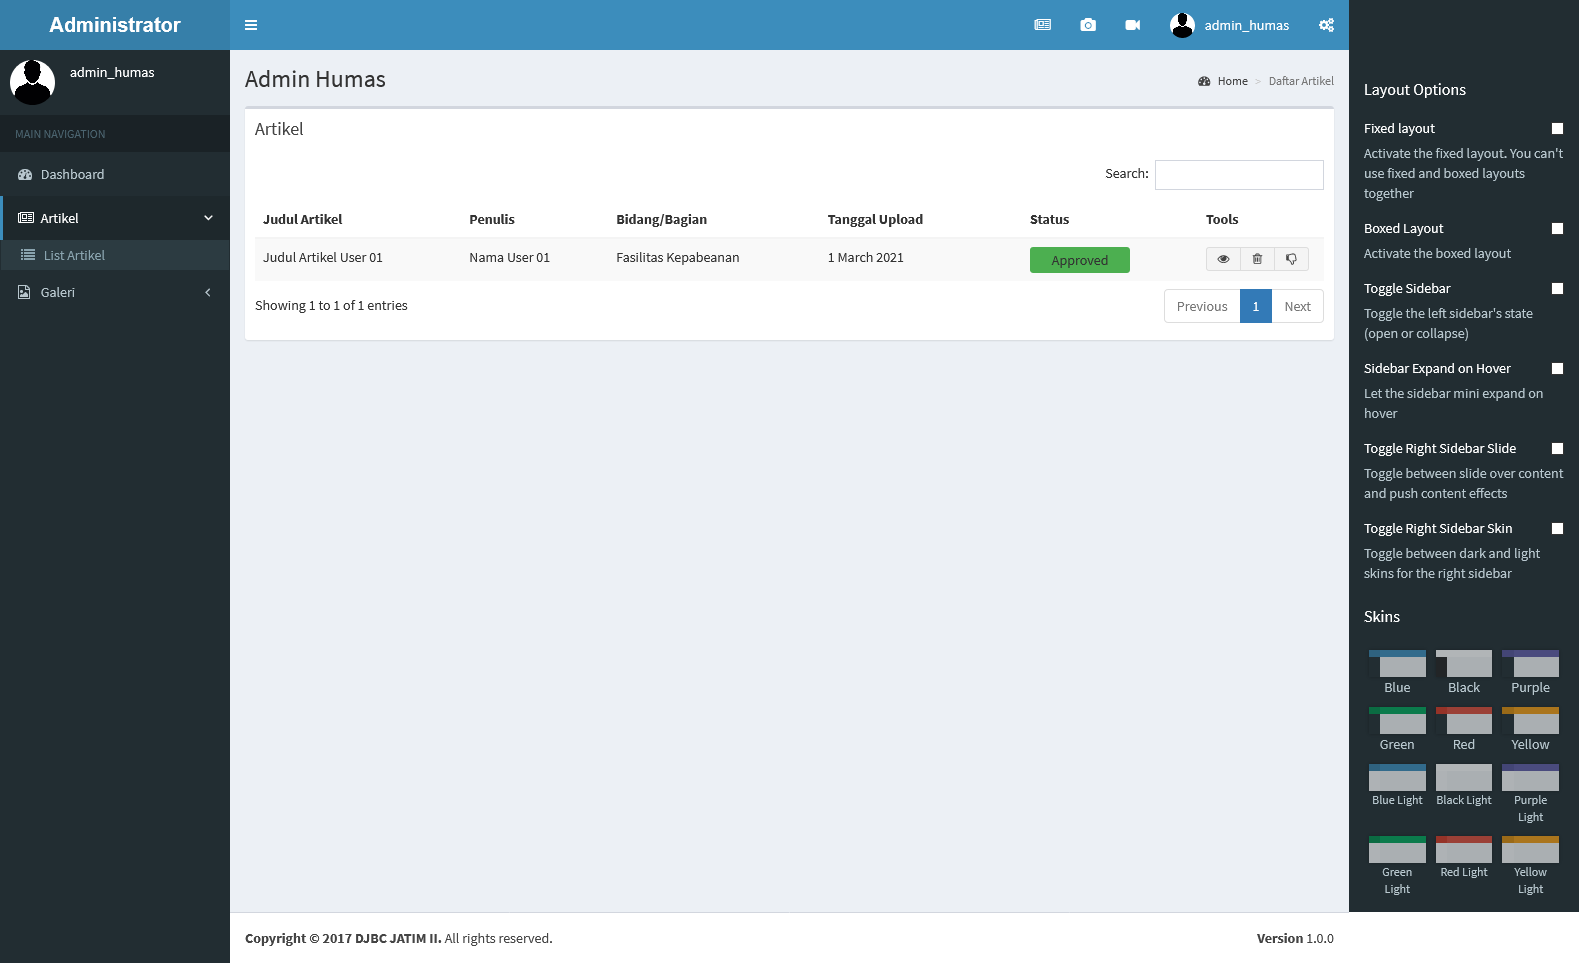 Administrator
admin_humas
admin_humas
MAIN NAVIGATION
Dashboard
Artikel
List Artikel
Galeri
Admin Humas
Home > Daftar Artikel
Artikel
Search:
Judul Artikel Penulis Bidang/Bagian Tanggal Upload Status Tools
Judul Artikel User 01 Nama User 01 Fasilitas Kepabeanan 1 March 2021 Approved
Showing 1 to 1 of 1 entries
Previous 1 Next
Layout Options
Fixed layout
Activate the fixed layout. You can't
use fixed and boxed layouts
together
Boxed Layout
Activate the boxed layout
Toggle Sidebar
Toggle the left sidebar's state
(open or collapse)
Sidebar Expand on Hover
Let the sidebar mini expand on
hover
Toggle Right Sidebar Slide
Toggle between slide over content
and push content effects
Toggle Right Sidebar Skin
Toggle between dark and light
skins for the right sidebar
Skins
Blue Black Purple
Green Red Yellow
Blue Light Black Light Purple
Light
Green Red Light Yellow
Light Light
Copyright © 2017 DJBC JATIM II. All rights reserved.
Version 1.0.0